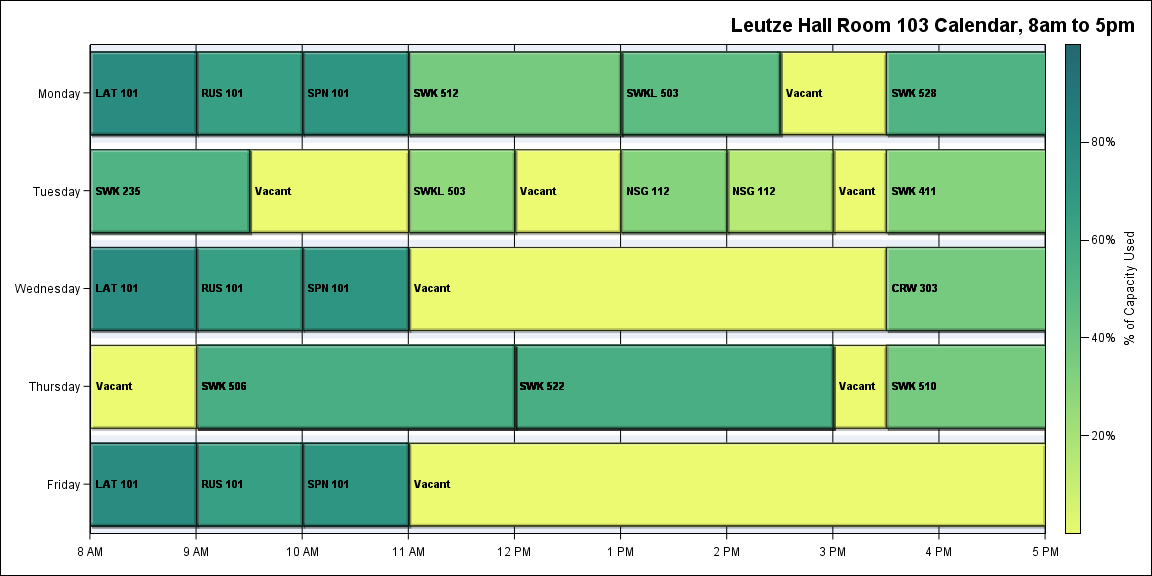 Leutze Hall Room 103 Calendar, 8am to 5pm
Monday
LAT 101
RUS 101
SPN 101
SWK 512
SWKL 503
Vacant
SWK 528
Tuesday
SWK 235
Vacant
SWKL 503
Vacant
NSG 112
NSG 112
Vacant
SWK 411
Wednesday
LAT 101
RUS 101
SPN 101
Vacant
CRW 303
Thursday
Vacant
SWK 506
SWK 522
Vacant
SWK 510
Friday
LAT 101
RUS 101
SPN 101
Vacant
8 AM
9 AM
10 AM
11 AM
12 PM
1 PM
2 PM
3 PM
4 PM
5 PM
80%
60%
40%
20%
% of Capacity Used